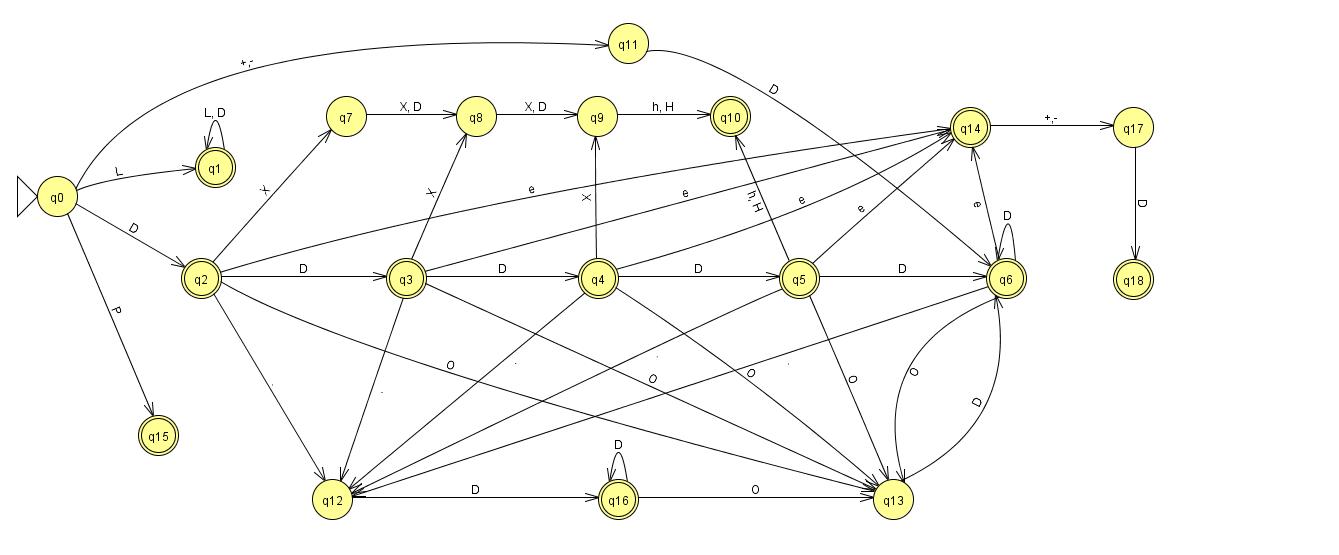 q11
+,-
D
L, D
q7
X, D
q8
X, D
q9
h, H
q10
q14
+,-
q17
q1
L
q0
X
X
X
e
e
e
e
h, H
e
D
D
D
q2
D
q3
D
q4
D
q5
D
q6
q18
P
.
.
.
.
.
O
O
O
O
O
D
q15
D
q12
D
q16
O
q13